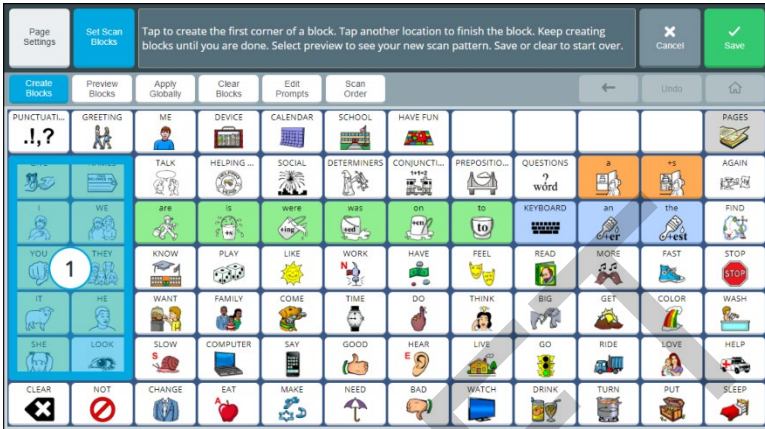 Page Settings
Set Scan Blocks
Tap to create the first corner of a block. Tap another location to finish the block. Keep creating
blocks until you are done. Select preview to see your new scan pattern. Save or clear to start over.
Cancel
Save
Create Blocks
Preview Blocks
Apply Globally
Clear Blocks
Edit Prompts
Scan Order
Undo
PUNCTUATI... GREETING ME DEVICE CALENDAR SCHOOL HAVE FUN PAGES
.!,?
TALK HELPING ... SOCIAL DETERMINERS CONJUNCTI... PREPOSITIO... QUESTIONS a +s AGAIN
1+1=2
? word
I WE are is were was on to KEYBOARD an the FIND
+s +ing +ed +en to +er +est
YOU THEY KNOW PLAY LIKE WORK HAVE FEEL READ MORE FAST STOP
1
N
STOP
IT HE WANT FAMILY COME TIME DO THINK BIG GET COLOR WASH
SHE LOOK SLOW COMPUTER SAY GOOD HEAR LIVE GO RIDE LOVE HELP
S E
CLEAR NOT CHANGE EAT MAKE NEED BAD WATCH DRINK TURN PUT SLEEP
A